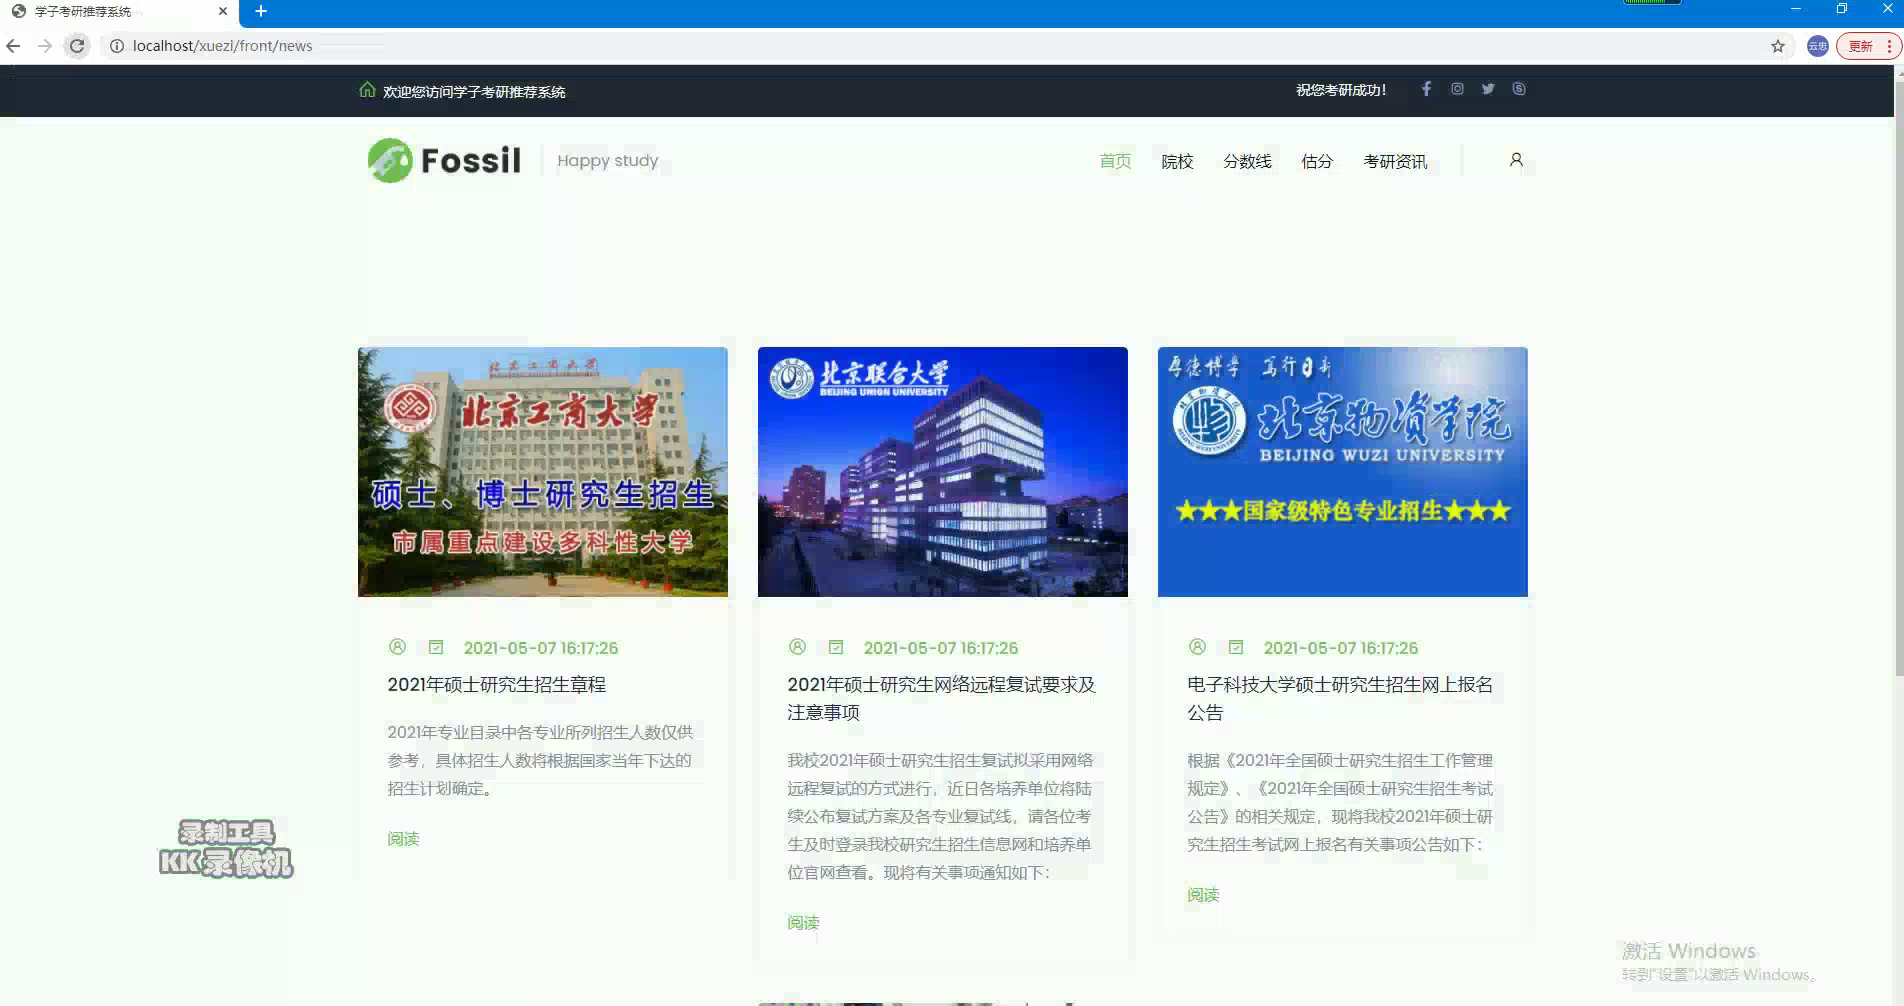 学子考研推荐系统
localhost/xuezi/front/news
更新
欢迎您访问学子考研推荐系统
祝您考研成功!
Fossil
Happy study
首页 院校 分数线 估分 考研资讯
北京工商大学
北京工商大学
硕士、博士研究生招生
市属重点建设多科性大学
北京联合大学
BEIJING UNION UNIVERSITY
厚德博学 笃行日新
北京物资学院
BEIJING WUZI UNIVERSITY
★★★国家级特色专业招生★★★
2021-05-07 16:17:26
2021年硕士研究生招生章程
2021年专业目录中各专业所列招生人数仅供
参考，具体招生人数将根据国家当年下达的
招生计划确定。
阅读
2021-05-07 16:17:26
2021年硕士研究生网络远程复试要求及
注意事项
我校2021年硕士研究生招生复试拟采用网络
远程复试的方式进行，近日各培养单位将陆
续公布复试方案及各专业复试线，请各位考
生及时登录我校研究生招生信息网和培养单
位官网查看。现将有关事项通知如下：
阅读
2021-05-07 16:17:26
电子科技大学硕士研究生招生网上报名
公告
根据《2021年全国硕士研究生招生工作管理
规定》、《2021年全国硕士研究生招生考试
公告》的相关规定，现将我校2021年硕士研
究生招生考试网上报名有关事项公告如下：
阅读
录制工具
KK录像机
激活 Windows
转到"设置"以激活 Windows。